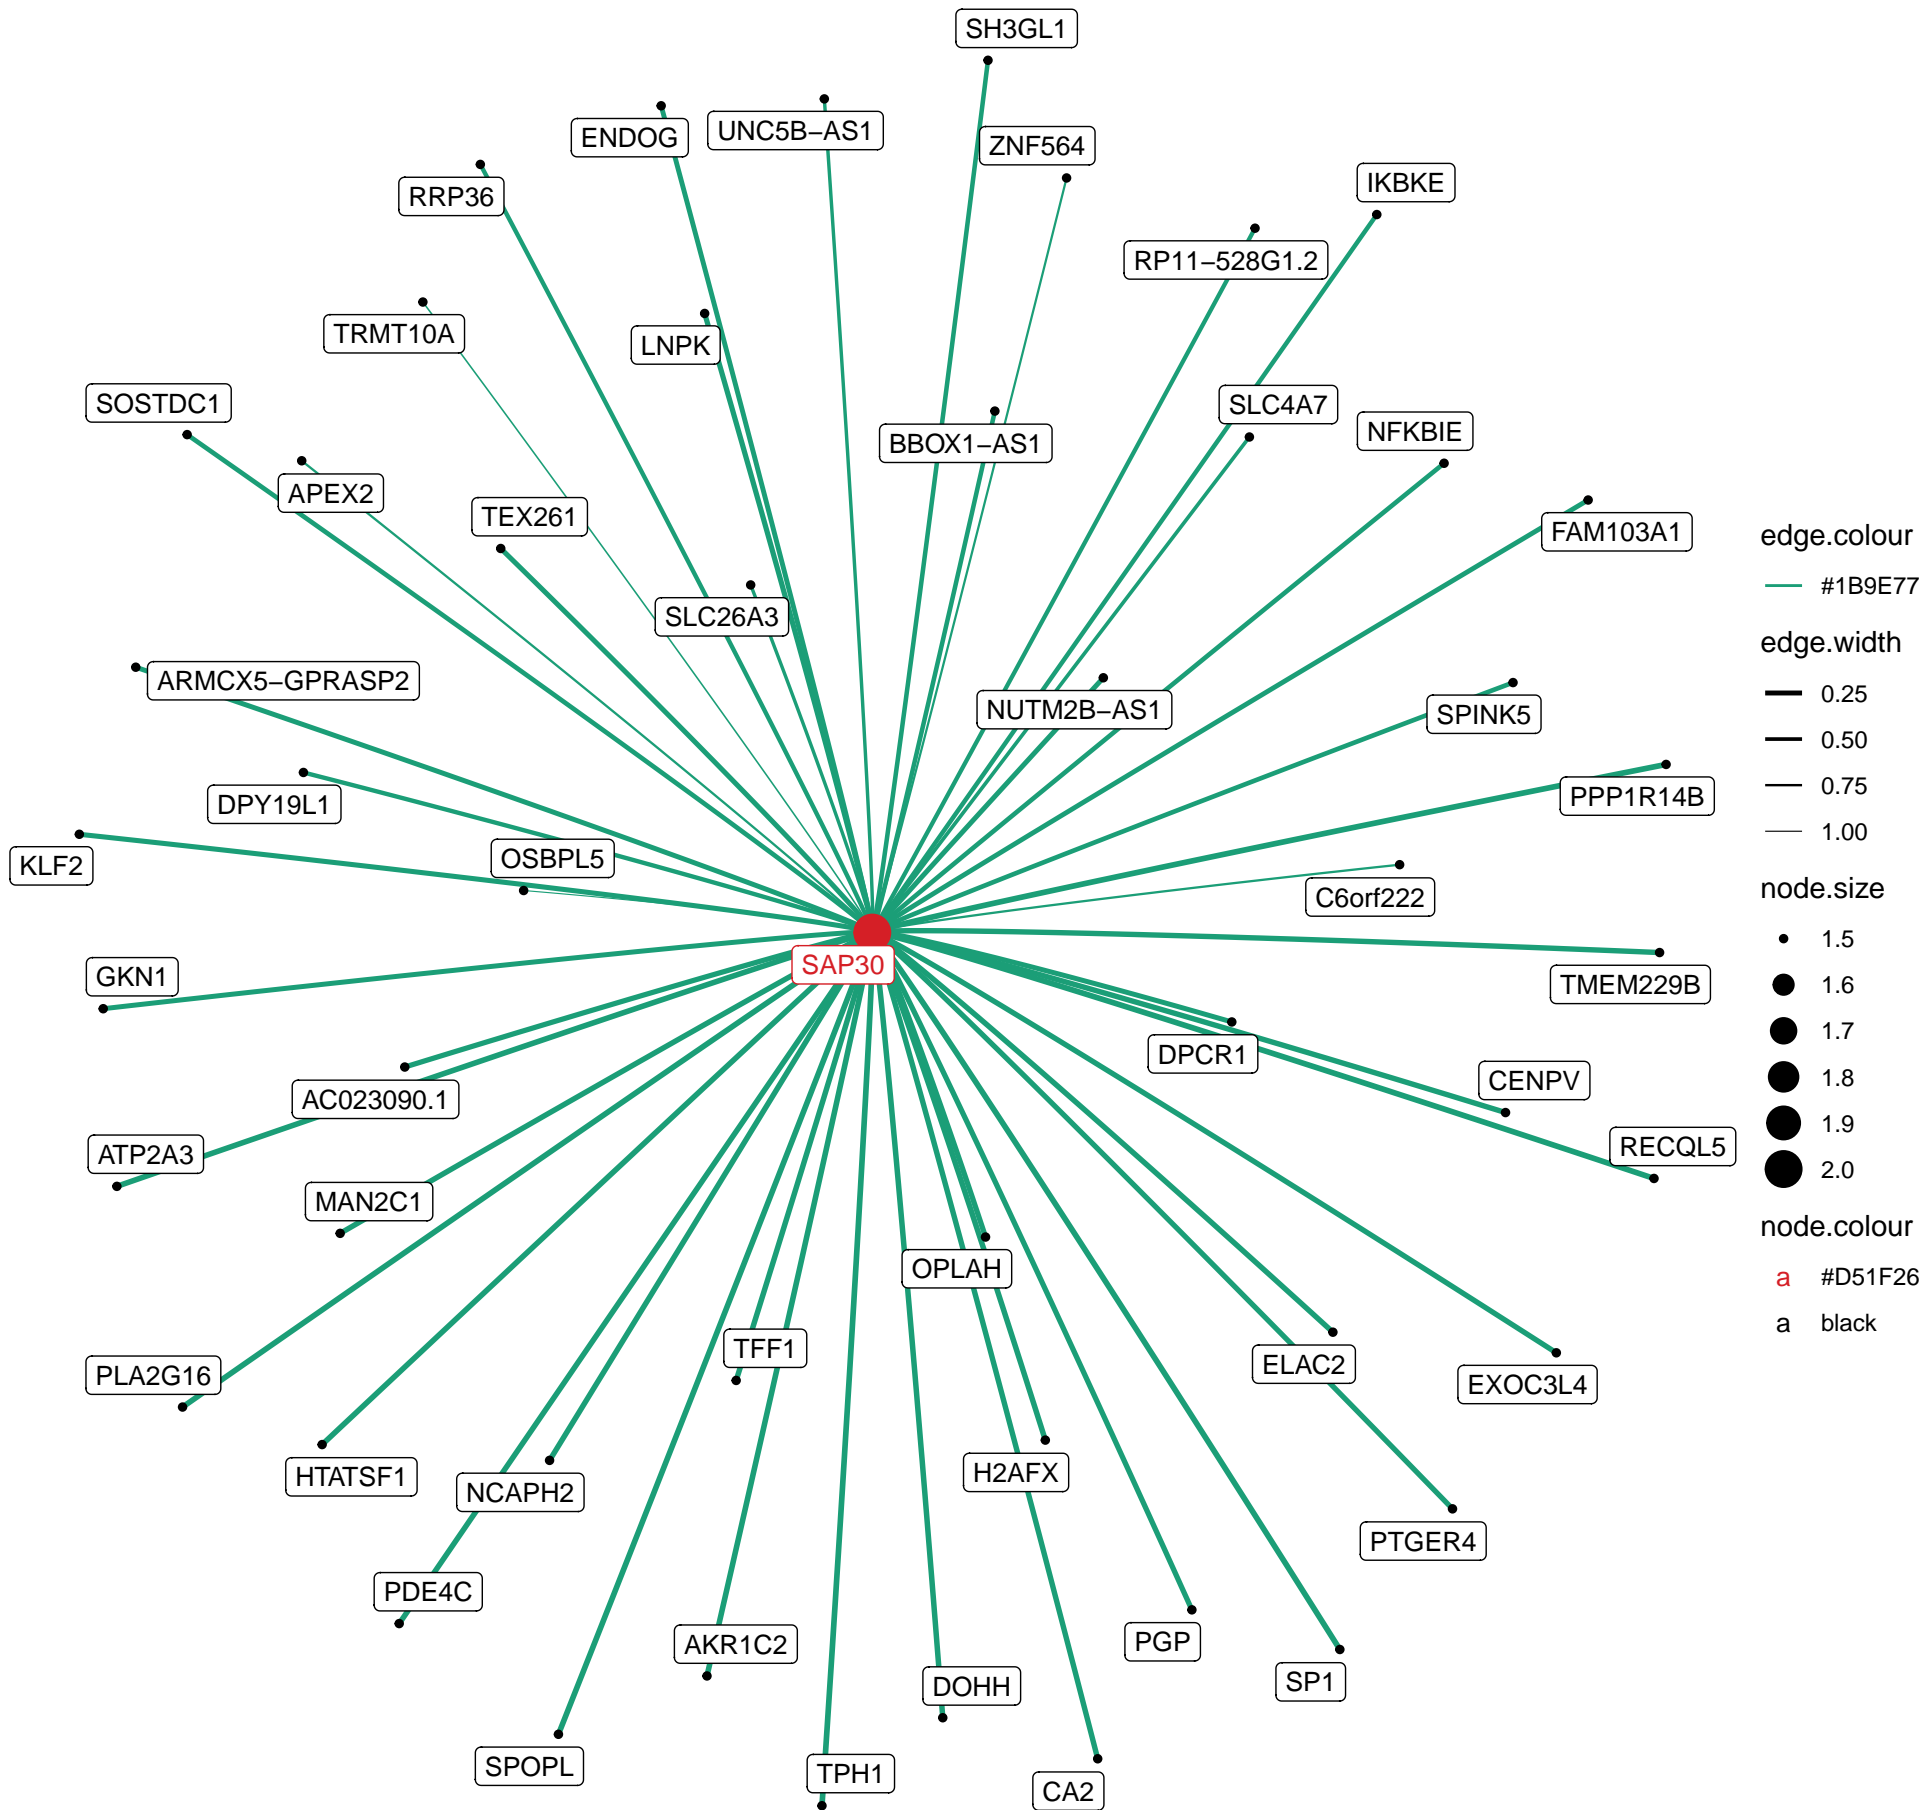 SH3GL1
UNC5B−AS1
ENDOG
ZNF564
IKBKE
RRP36
RP11−528G1.2
TRMT10A
LNPK
SOSTDC1
SLC4A7
NFKBIE
BBOX1−AS1
APEX2
TEX261
FAM103A1
SLC26A3
ARMCX5−GPRASP2
NUTM2B−AS1
SPINK5
DPY19L1
PPP1R14B
OSBPL5
KLF2
C6orf222
SAP30
GKN1
TMEM229B
DPCR1
CENPV
AC023090.1
RECQL5
ATP2A3
MAN2C1
OPLAH
TFF1
ELAC2
PLA2G16
EXOC3L4
H2AFX
HTATSF1
NCAPH2
PTGER4
PDE4C
PGP
AKR1C2
SP1
DOHH
SPOPL
TPH1
CA2
edge.colour
#1B9E77
edge.width
0.25
0.50
0.75
1.00
node.size
1.5
1.6
1.7
1.8
1.9
2.0
node.colour
a #D51F26
a black